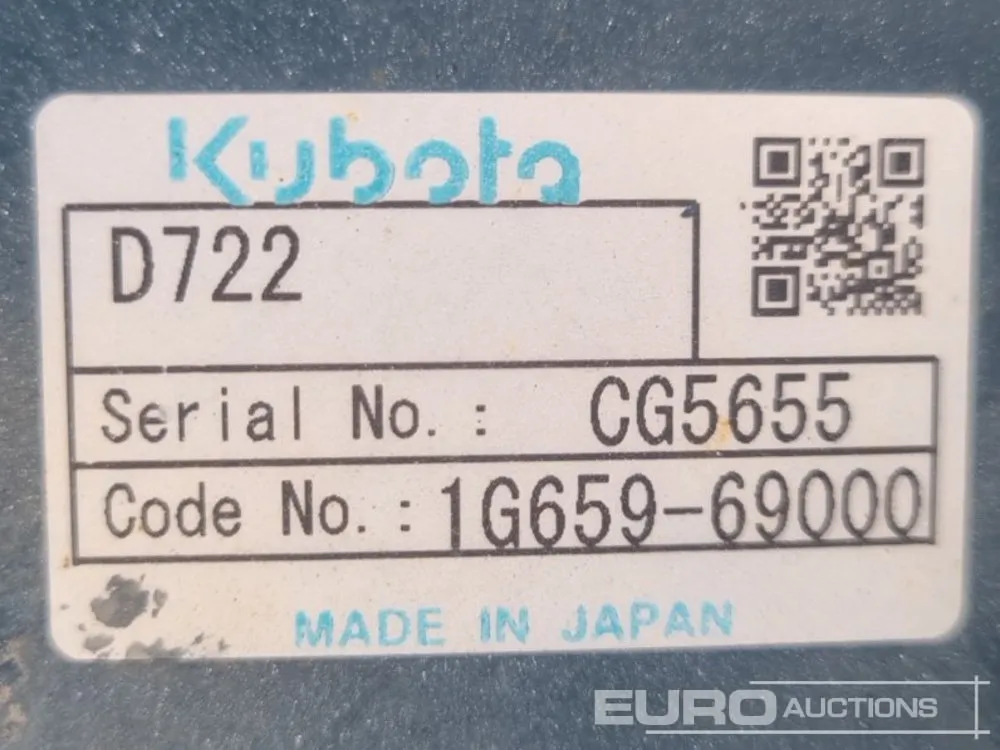 Kubota
D722
Serial No. : CG5655
Code No. : 1G659-69000
MADE IN JAPAN
EURO AUCTIONS